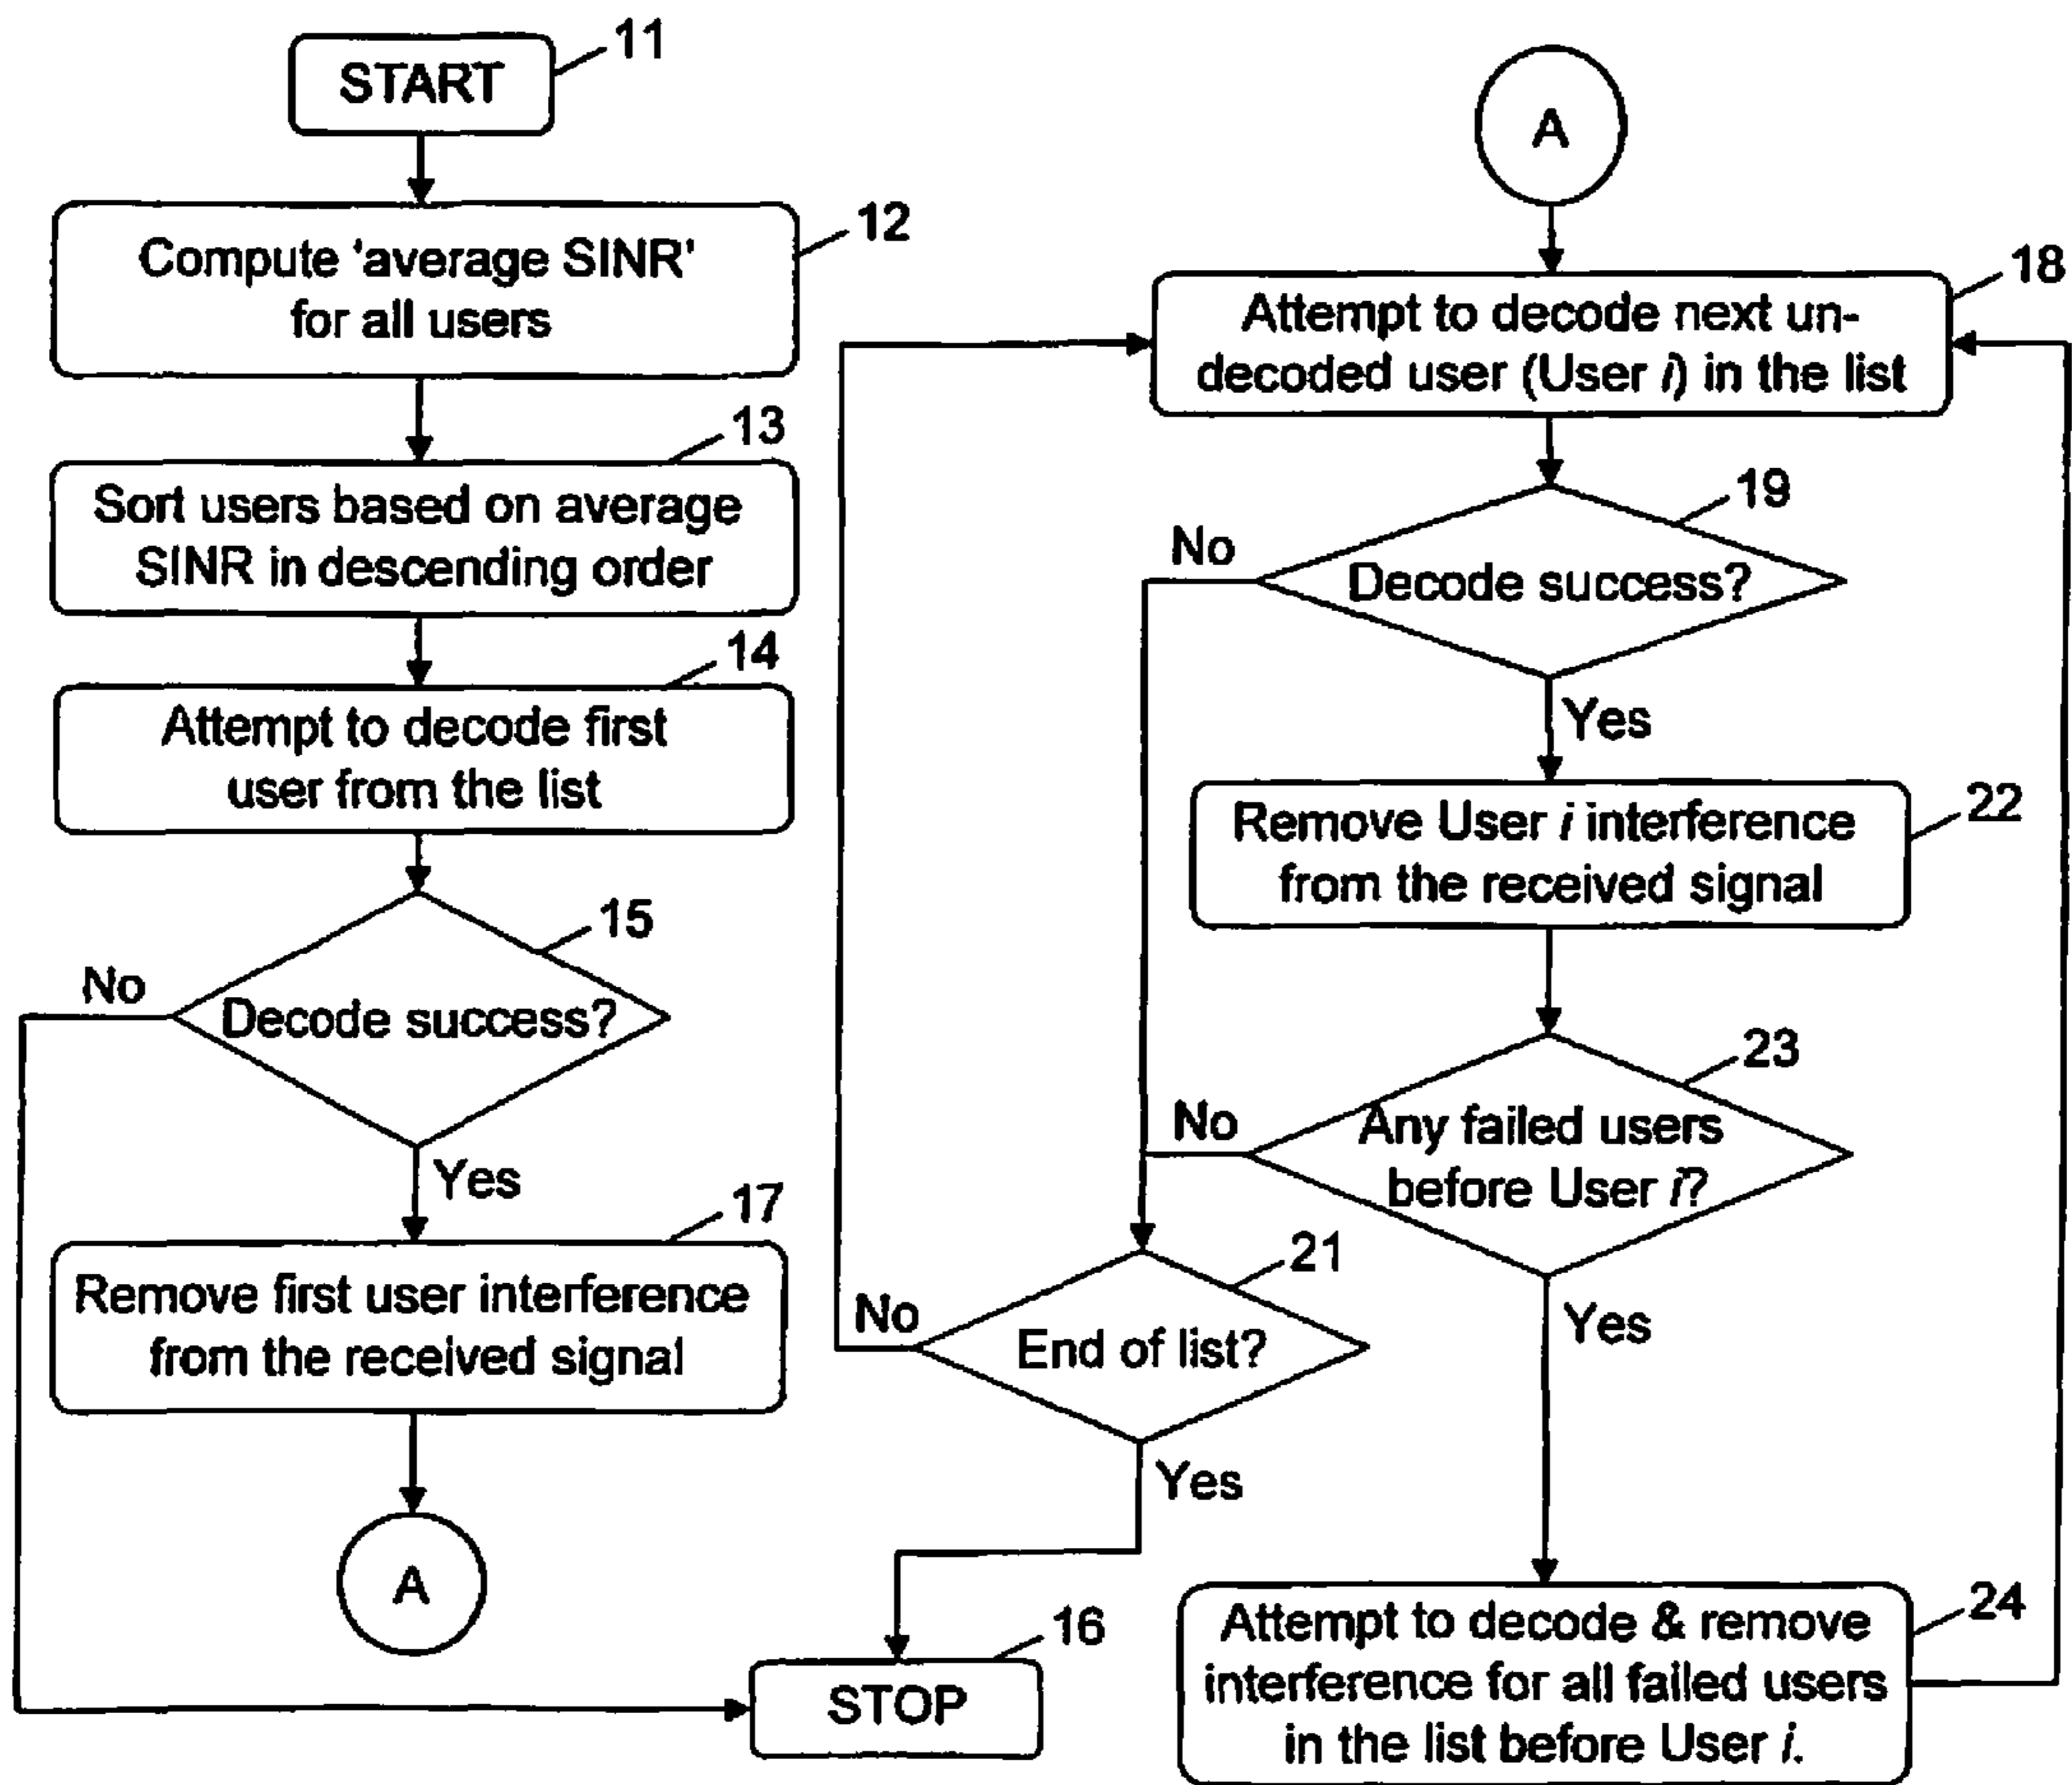 START
11
Compute 'average SINR'
for all users
12
Sort users based on average
SINR in descending order
13
Attempt to decode first
user from the list
14
Decode success?
15
No
Yes
Remove first user interference
from the received signal
17
A
STOP
16
A
Attempt to decode next un-
decoded user (User i) in the list
18
Decode success?
19
No
Yes
Remove User i interference
from the received signal
22
Any failed users
before User i?
23
No
Yes
End of list?
21
No
Yes
Attempt to decode & remove
interference for all failed users
in the list before User i.
24